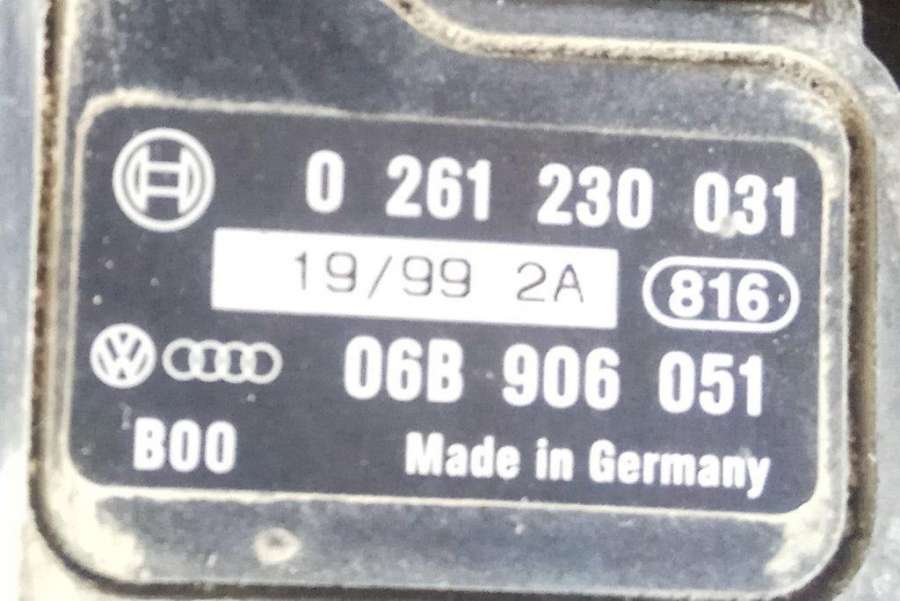 0 261 230 031
19/99 2A 816
06B 906 051
B00 Made in Germany